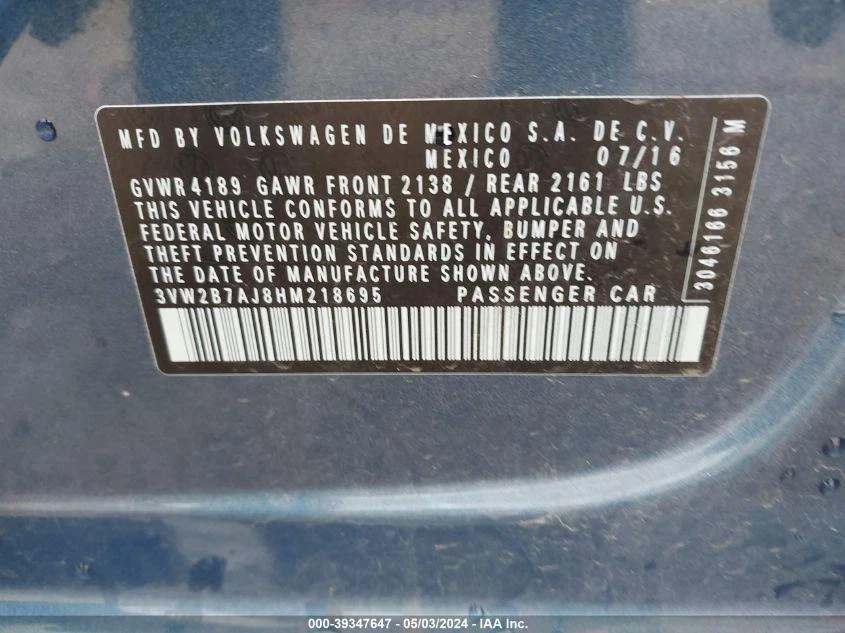 MFD BY VOLKSWAGEN DE MEXICO S.A. DE C.V.
MEXICO 07/16
GVWR 4189 GAWR FRONT 2138 / REAR 2161 LBS
THIS VEHICLE CONFORMS TO ALL APPLICABLE U.S.
FEDERAL MOTOR VEHICLE SAFETY, BUMPER AND
THEFT PREVENTION STANDARDS IN EFFECT ON
THE DATE OF MANUFACTURE SHOWN ABOVE.
3VW2B7AJ8HM218695 PASSENGER CAR
3046166 3156 M
000-39347647 - 05/03/2024 - IAA Inc.